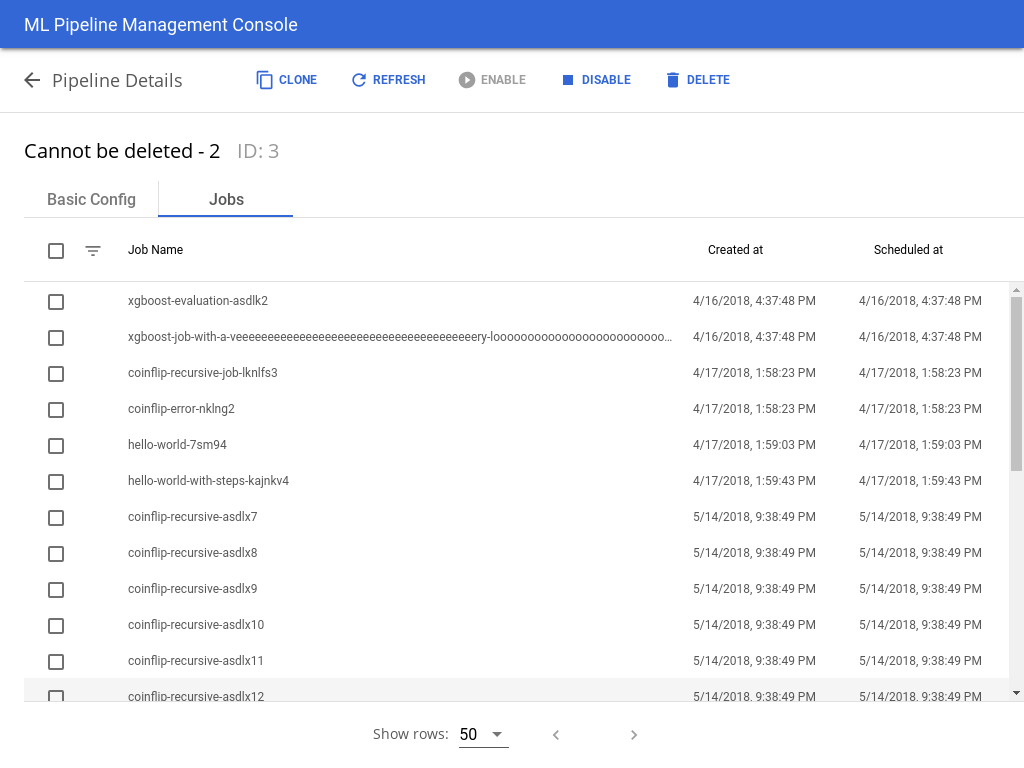 ML Pipeline Management Console
Pipeline Details CLONE REFRESH ENABLE DISABLE DELETE
Cannot be deleted - 2 ID: 3
Basic Config Jobs
Job Name Created at Scheduled at
xgboost-evaluation-asdlk2 4/16/2018, 4:37:48 PM 4/16/2018, 4:37:48 PM
xgboost-job-with-a-veeeeeeeeeeeeeeeeeeeeeeeeeeeeeeeeeeeeeeery-looooooooooooooooooooooooo… 4/16/2018, 4:37:48 PM 4/16/2018, 4:37:48 PM
coinflip-recursive-job-lknlfs3 4/17/2018, 1:58:23 PM 4/17/2018, 1:58:23 PM
coinflip-error-nklng2 4/17/2018, 1:58:23 PM 4/17/2018, 1:58:23 PM
hello-world-7sm94 4/17/2018, 1:59:03 PM 4/17/2018, 1:59:03 PM
hello-world-with-steps-kajnkv4 4/17/2018, 1:59:43 PM 4/17/2018, 1:59:43 PM
coinflip-recursive-asdlx7 5/14/2018, 9:38:49 PM 5/14/2018, 9:38:49 PM
coinflip-recursive-asdlx8 5/14/2018, 9:38:49 PM 5/14/2018, 9:38:49 PM
coinflip-recursive-asdlx9 5/14/2018, 9:38:49 PM 5/14/2018, 9:38:49 PM
coinflip-recursive-asdlx10 5/14/2018, 9:38:49 PM 5/14/2018, 9:38:49 PM
coinflip-recursive-asdlx11 5/14/2018, 9:38:49 PM 5/14/2018, 9:38:49 PM
coinflip-recursive-asdlx12 5/14/2018, 9:38:49 PM 5/14/2018, 9:38:49 PM
Show rows: 50